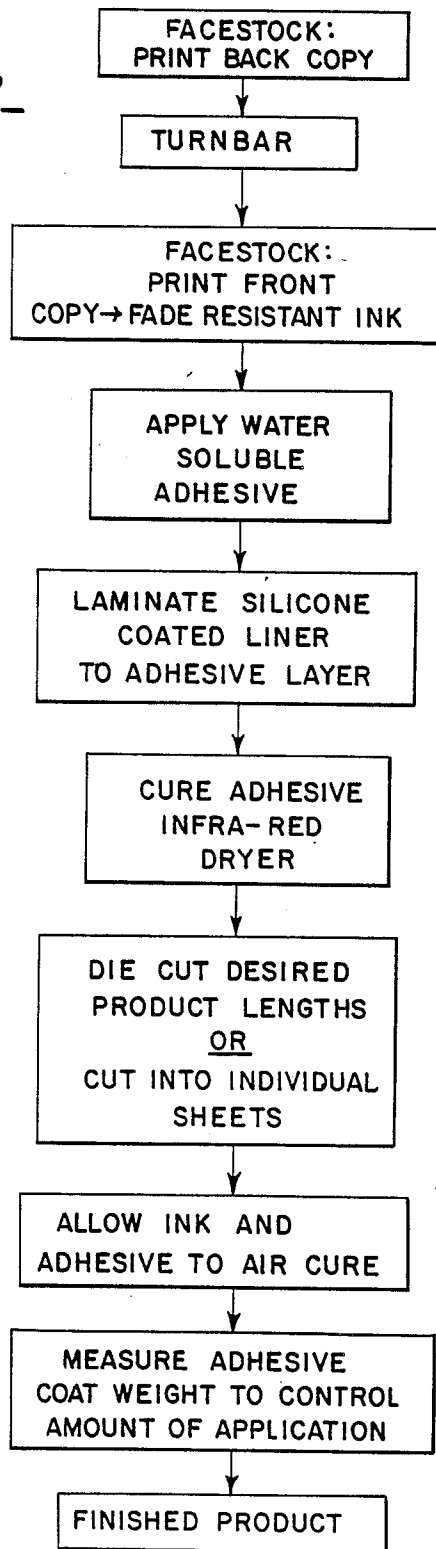 FACESTOCK:
PRINT BACK COPY
TURNBAR
FACESTOCK:
PRINT FRONT
COPY→FADE RESISTANT INK
APPLY WATER
SOLUBLE
ADHESIVE
LAMINATE SILICONE
COATED LINER
TO ADHESIVE LAYER
CURE ADHESIVE
INFRA-RED
DRYER
DIE CUT DESIRED
PRODUCT LENGTHS
OR
CUT INTO INDIVIDUAL
SHEETS
ALLOW INK AND
ADHESIVE TO AIR CURE
MEASURE ADHESIVE
COAT WEIGHT TO CONTROL
AMOUNT OF APPLICATION
FINISHED PRODUCT